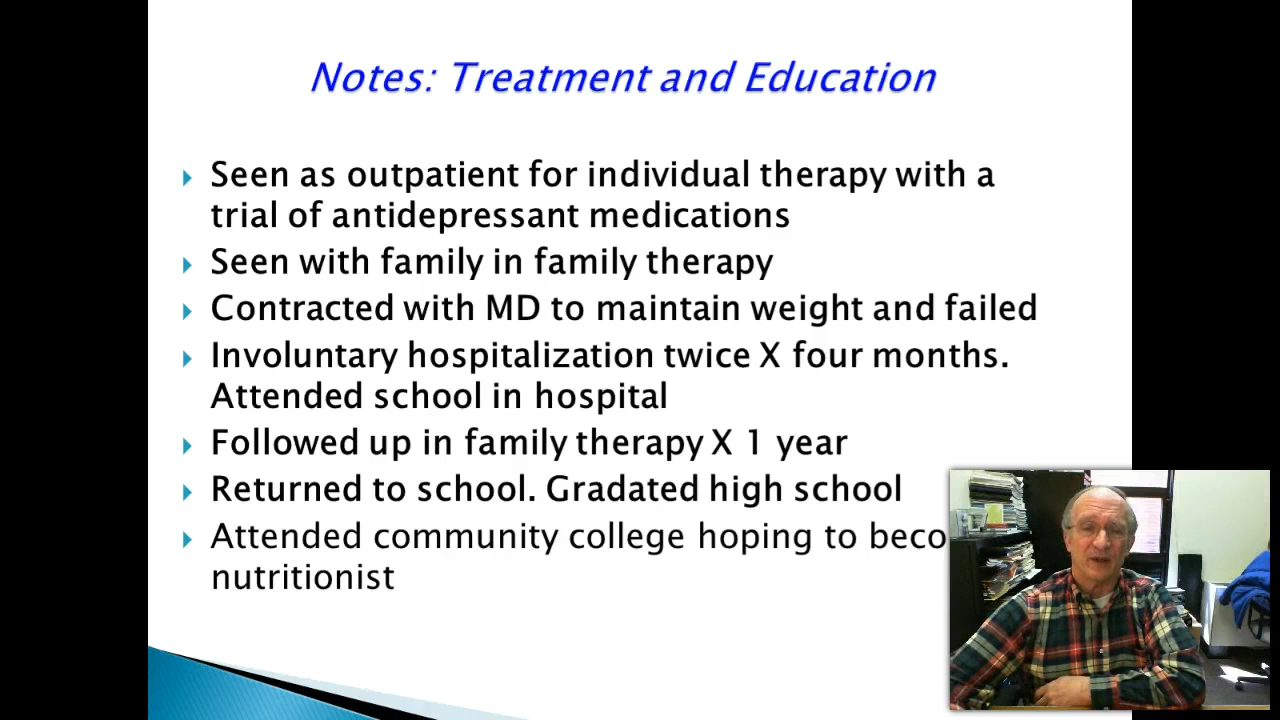 Notes: Treatment and Education
Seen as outpatient for individual therapy with a
trial of antidepressant medications
Seen with family in family therapy
Contracted with MD to maintain weight and failed
Involuntary hospitalization twice X four months.
Attended school in hospital
Followed up in family therapy X 1 year
Returned to school. Gradated high school
Attended community college hoping to beco
nutritionist